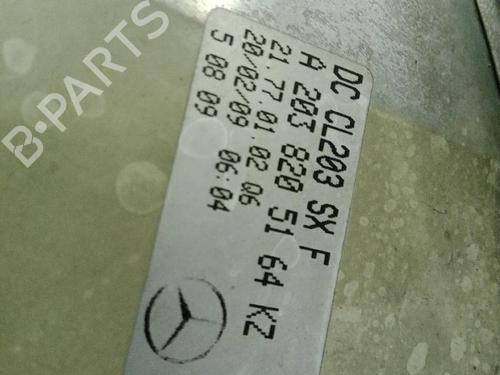 DC CL203 SX F
A 203 820 51 64 KZ
21.77.01.02.06
20/02/09 06:04
5 08 09
B-PARTS